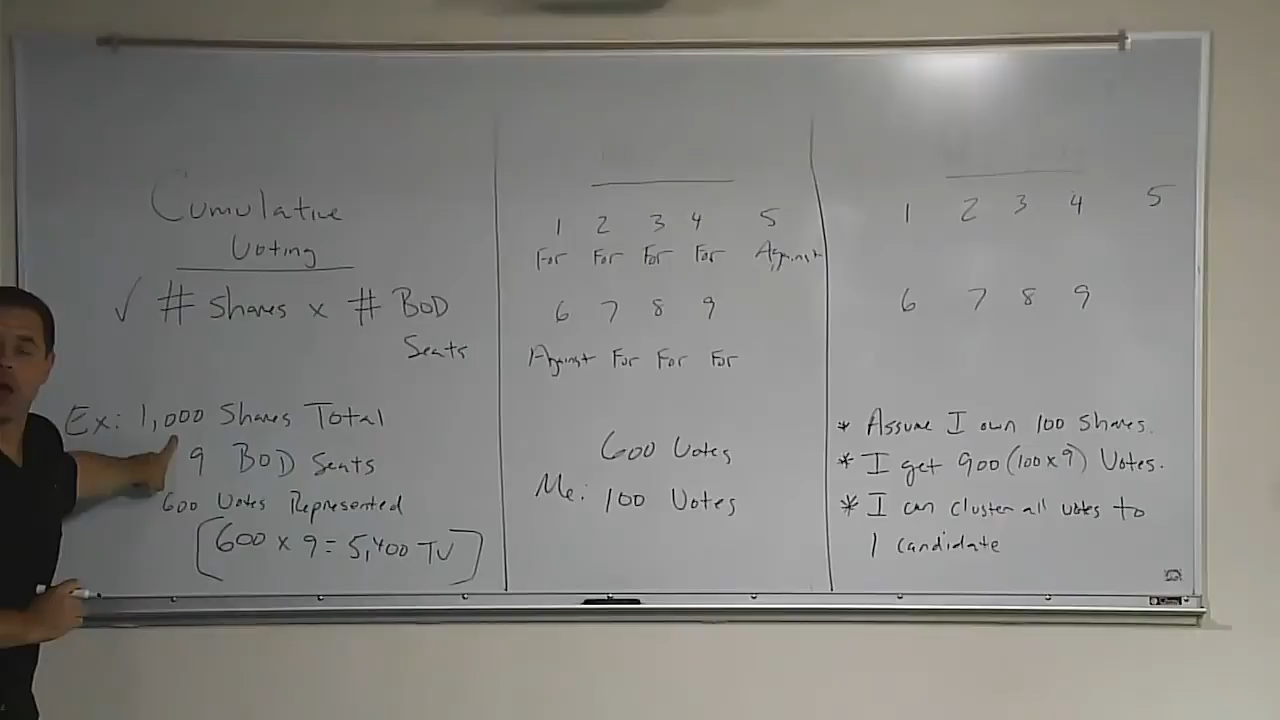 Cumulative
Voting
✓ # Shares x # BOD
Seats
Ex: 1,000 Shares Total
9 BOD Seats
600 Votes Represented
[600 x 9 = 5,400 TV]
1 2 3 4 5
For For For For Against
6 7 8 9
Against For For For
600 Votes
Me: 100 Votes
1 2 3 4 5
6 7 8 9
* Assume I own 100 shares.
* I get 900 (100x9) Votes.
* I can cluster all votes to
1 candidate